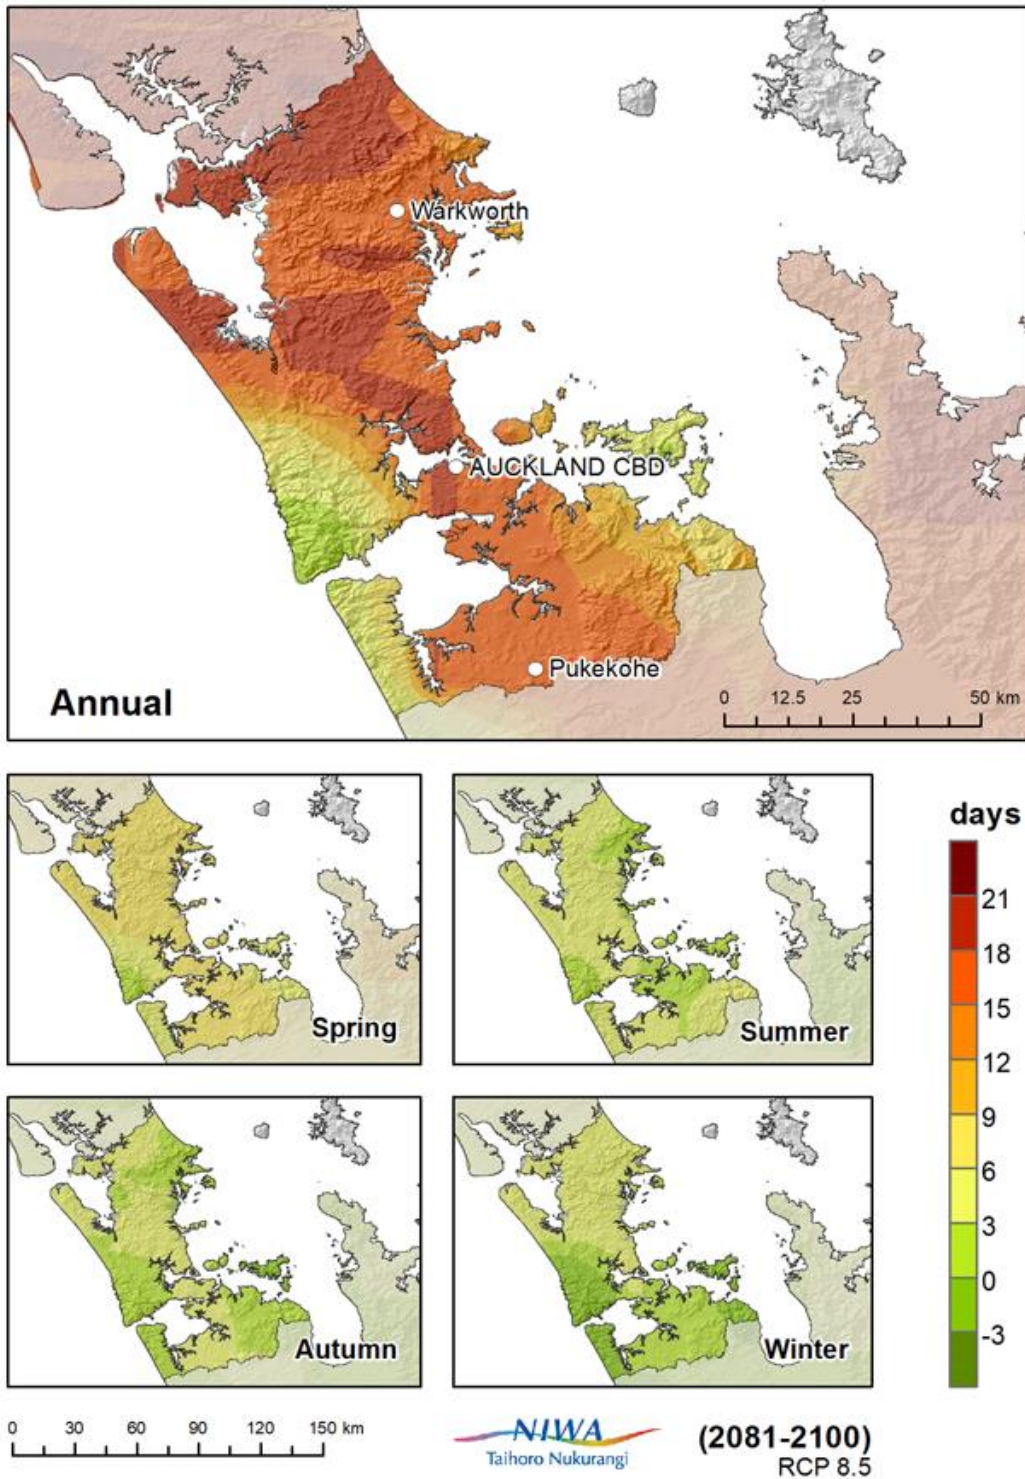 Warkworth
AUCKLAND CBD
Pukekohe
Annual
0 12.5 25 50 km
Spring
Summer
Autumn
Winter
days
21
18
15
12
9
6
3
0
-3
0 30 60 90 120 150 km
NIWA
Taihoro Nukurangi
(2081-2100)
RCP 8.5